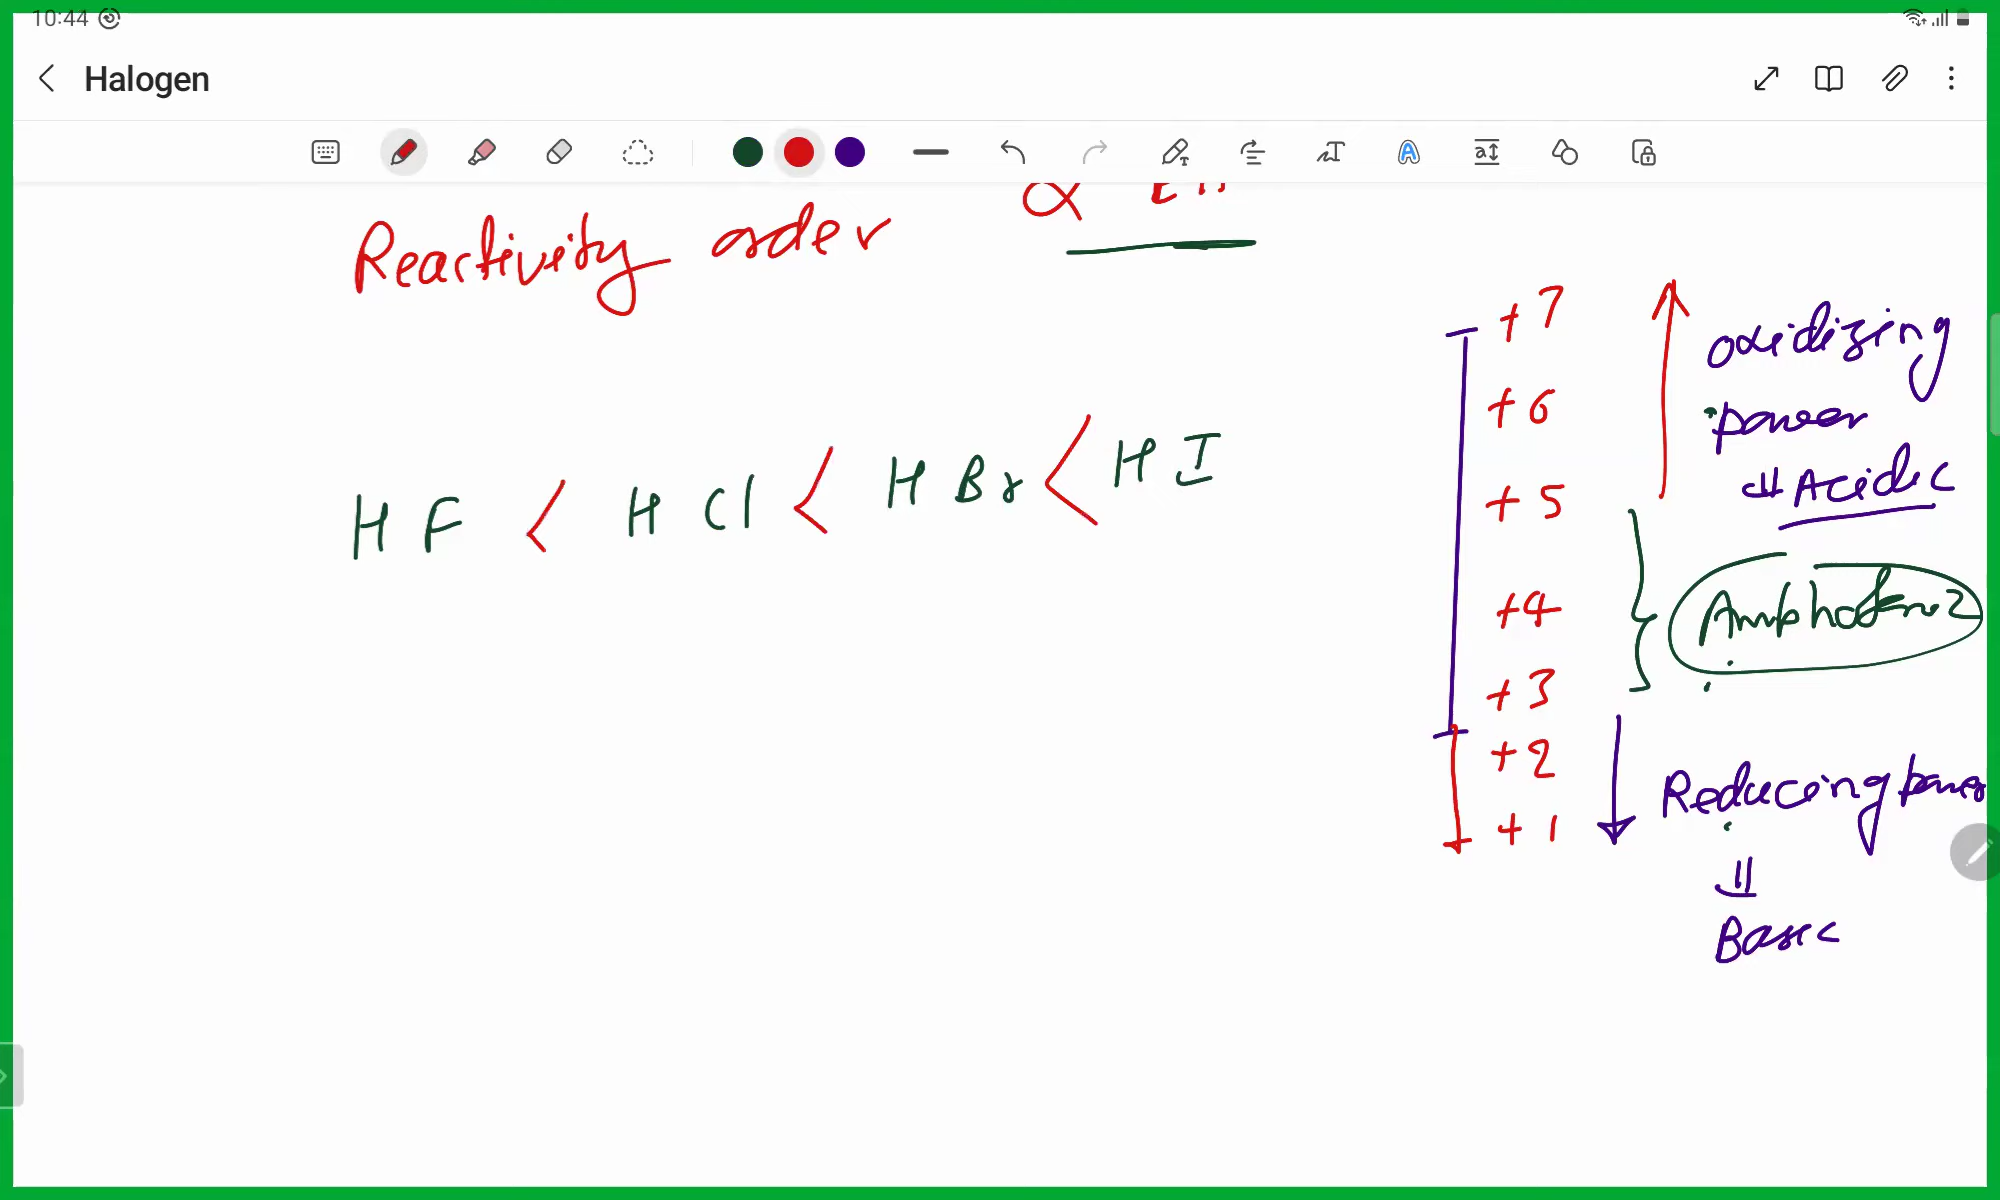 10:44
Halogen
Reactivity order
α
HF < HCl < HBr < HI
+7
+6
+5
+4
+3
+2
+1
oxidizing
power
Acidic
Amphoteric
Reducing power
Basic